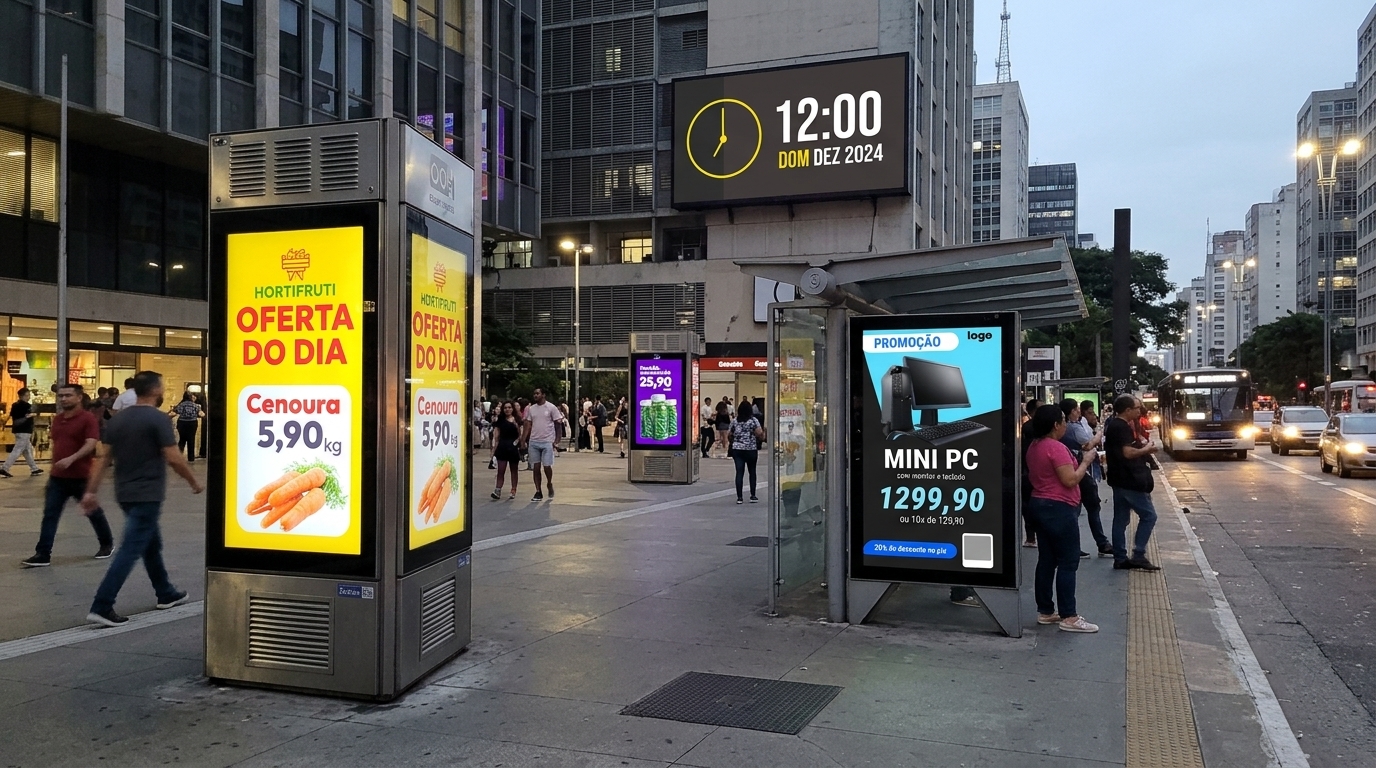 HORTIFRUTI
OFERTA
DO DIA
Cenoura
5,90kg
OOH
HORTIFRUTI
OFERTA
DO DIA
Cenoura
5,90kg
25,90
12:00
DOM DEZ 2024
PROMOÇÃO
logo
MINI PC
com monitor e teclado
1299,90
ou 10x de 129,90
20% de desconto no pix